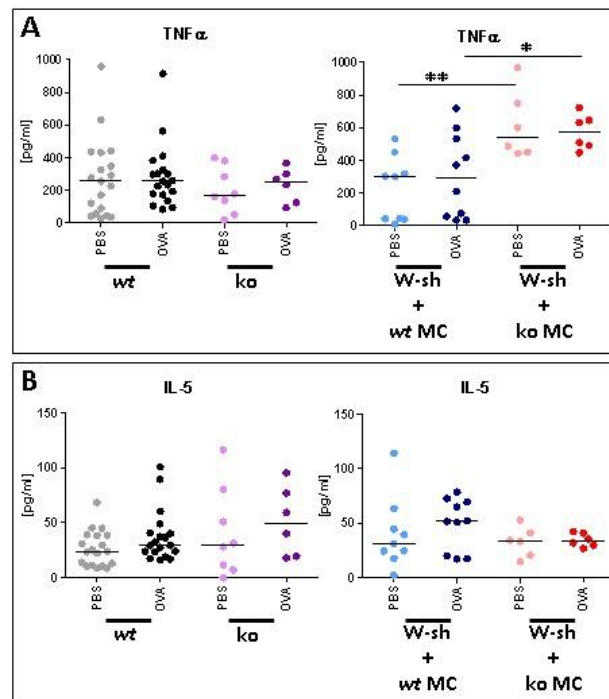 A
TNFα
TNFα
[pg/ml]
1000
800
600
400
200
0
PBS
OVA
PBS
OVA
wt
ko
[pg/ml]
1000
800
600
400
200
0
**
*
PBS
OVA
PBS
OVA
W-sh
+
wt MC
W-sh
+
ko MC
B
IL-5
IL-5
[pg/ml]
150
100
50
0
PBS
OVA
PBS
OVA
wt
ko
[pg/ml]
150
100
50
0
PBS
OVA
PBS
OVA
W-sh
+
wt MC
W-sh
+
ko MC